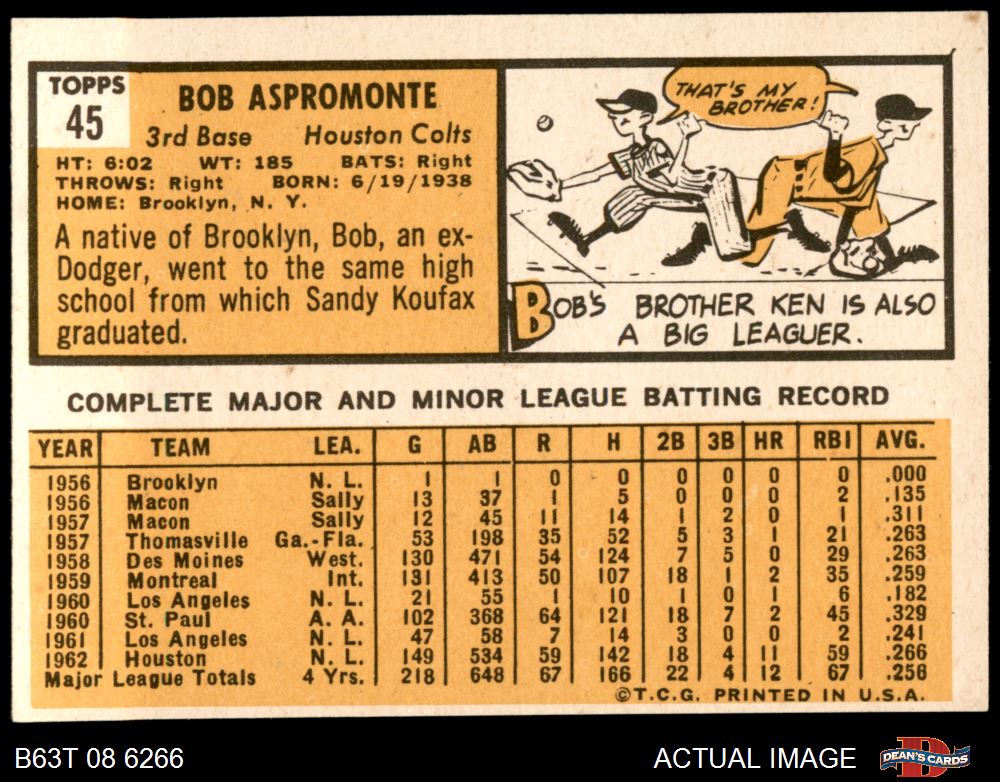 TOPPS
45
BOB ASPROMONTE
3rd Base Houston Colts
HT: 6:02 WT: 185 BATS: Right
THROWS: Right BORN: 6/19/1938
HOME: Brooklyn, N. Y.
A native of Brooklyn, Bob, an ex-
Dodger, went to the same high
school from which Sandy Koufax
graduated.
THAT'S MY
BROTHER!
BOB'S BROTHER KEN IS ALSO
A BIG LEAGUER.
COMPLETE MAJOR AND MINOR LEAGUE BATTING RECORD
YEAR TEAM LEA. G AB R H 2B 3B HR RBI AVG.
1956 Brooklyn N. L. 1 1 0 0 0 0 0 0 .000
1956 Macon Sally 13 37 1 5 0 0 0 2 .135
1957 Macon Sally 12 45 11 14 1 2 0 1 .311
1957 Thomasville Ga.-Fla. 53 198 35 52 5 3 1 21 .263
1958 Des Moines West. 130 471 54 124 7 5 0 29 .263
1959 Montreal Int. 131 413 50 107 18 1 2 35 .259
1960 Los Angeles N. L. 21 55 1 10 1 0 1 6 .182
1960 St. Paul A. A. 102 368 64 121 18 7 2 45 .329
1961 Los Angeles N. L. 47 58 7 14 3 0 0 2 .241
1962 Houston N. L. 149 534 59 142 18 4 11 59 .266
Major League Totals 4 Yrs. 218 648 67 166 22 4 12 67 .256
©T.C.G. PRINTED IN U.S.A.
B63T 08 6266
ACTUAL IMAGE
DEAN'S CARDS